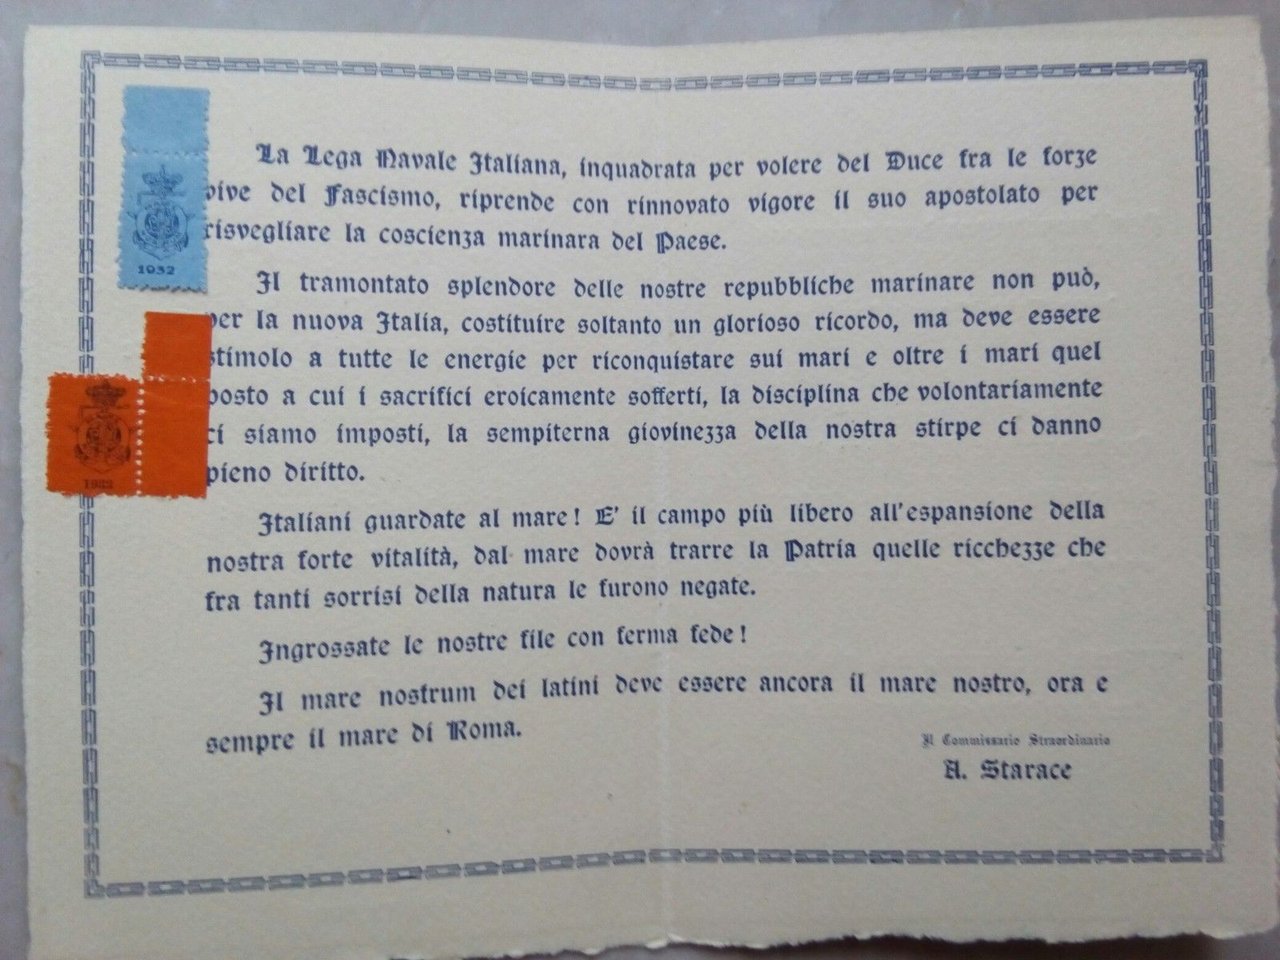 La Lega Navale Italiana, inquadrata per volere del Duce fra le forze
vive del Fascismo, riprende con rinnovato vigore il suo apostolato per
risvegliare la coscienza marinara del Paese.
Il tramontato splendore delle nostre repubbliche marinare non può,
per la nuova Italia, costituire soltanto un glorioso ricordo, ma deve essere
stimolo a tutte le energie per riconquistare sui mari e oltre i mari quel
posto a cui i sacrifici eroicamente sofferti, la disciplina che volontariamente
ci siamo imposti, la sempiterna giovinezza della nostra stirpe ci danno
pieno diritto.
Italiani guardate al mare! E' il campo più libero all'espansione della
nostra forte vitalità, dal mare dovrà trarre la Patria quelle ricchezze che
fra tanti sorrisi della natura le furono negate.
Ingrossate le nostre file con ferma fede!
Il mare nostrum dei latini deve essere ancora il mare nostro, ora e
sempre il mare di Roma.
Il Commissario Straordinario
A. Starace
1932
1932